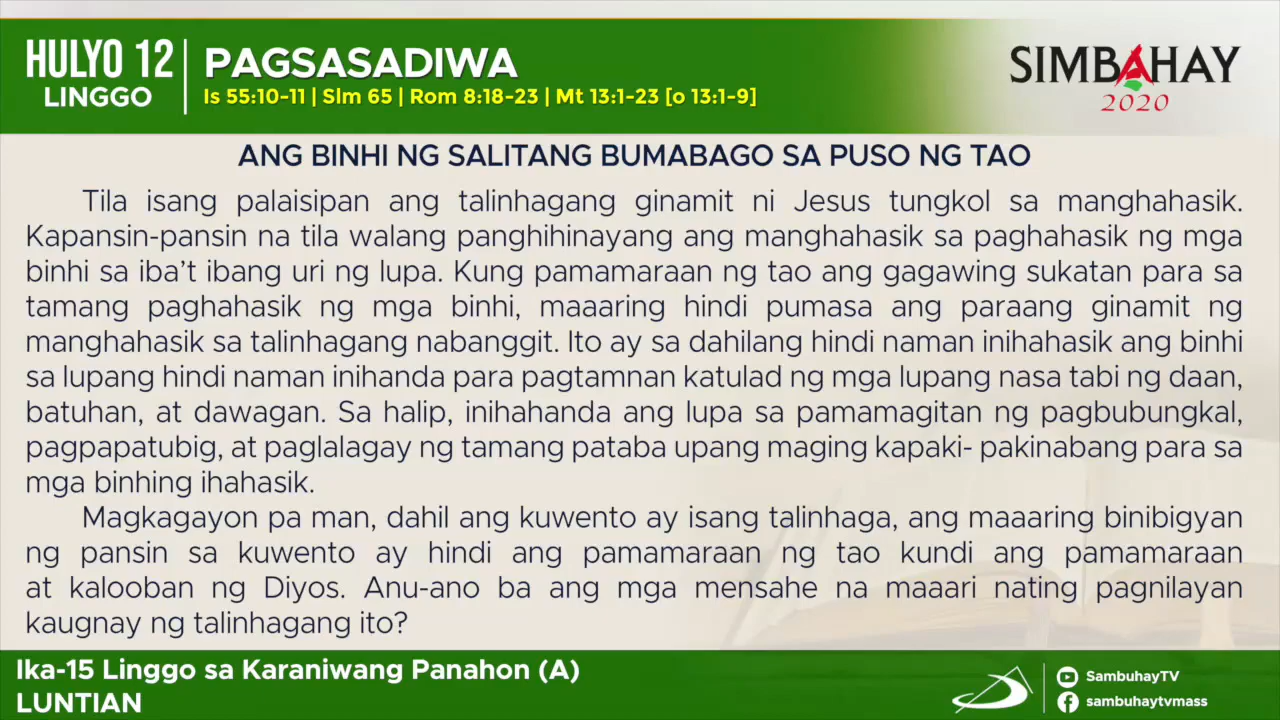 HULYO 12
LINGGO
PAGSASADIWA
Is 55:10-11 | Slm 65 | Rom 8:18-23 | Mt 13:1-23 [o 13:1-9]
SIMBAHAY
2020
ANG BINHI NG SALITANG BUMABAGO SA PUSO NG TAO
Tila isang palaisipan ang talinhagang ginamit ni Jesus tungkol sa manghahasik.
Kapansin-pansin na tila walang panghihinayang ang manghahasik sa paghahasik ng mga
binhi sa iba't ibang uri ng lupa. Kung pamamaraan ng tao ang gagawing sukatan para sa
tamang paghahasik ng mga binhi, maaaring hindi pumasa ang paraang ginamit ng
manghahasik sa talinhagang nabanggit. Ito ay sa dahilang hindi naman inihahasik ang binhi
sa lupang hindi naman inihanda para pagtamnan katulad ng mga lupang nasa tabi ng daan,
batuhan, at dawagan. Sa halip, inihahanda ang lupa sa pamamagitan ng pagbubungkal,
pagpapatubig, at paglalagay ng tamang pataba upang maging kapaki- pakinabang para sa
mga binhing ihahasik.
Magkagayon pa man, dahil ang kuwento ay isang talinhaga, ang maaaring binibigyan
ng pansin sa kuwento ay hindi ang pamamaraan ng tao kundi ang pamamaraan
at kalooban ng Diyos. Anu-ano ba ang mga mensahe na maaari nating pagnilayan
kaugnay ng talinhagang ito?
Ika-15 Linggo sa Karaniwang Panahon (A)
LUNTIAN
SambuhayTV
sambuhaytvmass